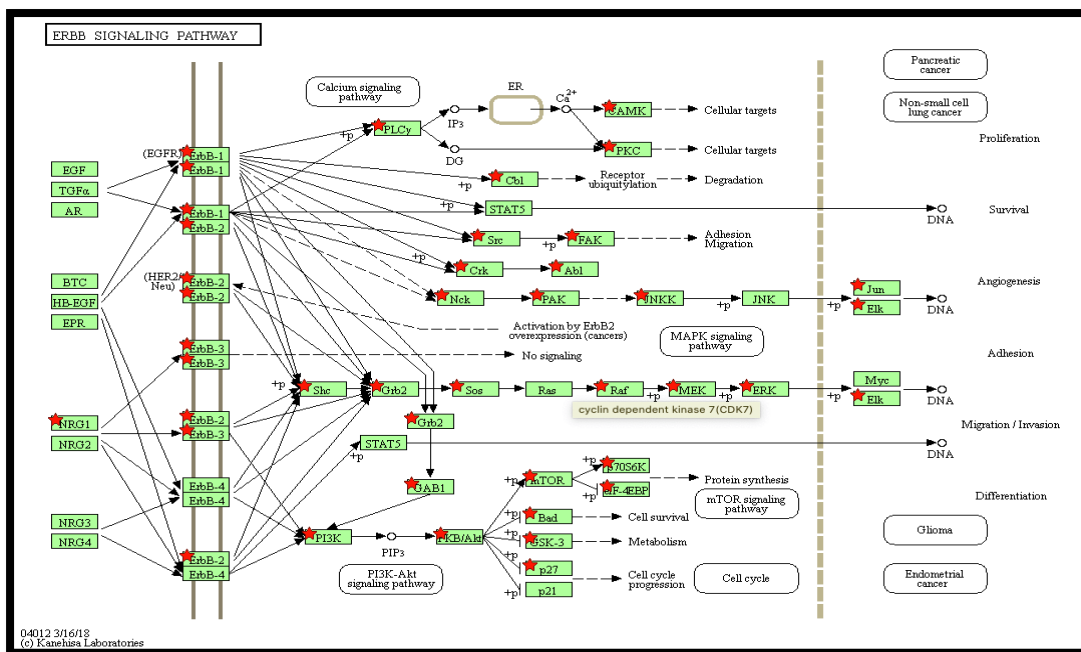 ERBB SIGNALING PATHWAY
Calcium signaling
pathway
ER
Ca2+
IP3
DG
+p
PLCγ
CAMK
Cellular targets
PKC
Cellular targets
Pancreatic
cancer
Non-small cell
lung cancer
Proliferation
(EGFR)
ErbB-1
ErbB-1
EGF
TGFα
AR
ErbB-1
ErbB-2
+p
Cbl
Receptor
ubiquitylation
Degradation
+p
STAT5
DNA
Survival
Src
+p
FAK
Adhesion
Migration
+p
Crk
Abl
BTC
HB-EGF
EPR
(HER2/
Neu)
ErbB-2
ErbB-2
Nck
PAK
JNKK
+p
JNK
+p
Jun
Elk
DNA
Angiogenesis
Activation by ErbB2
overexpression (cancers)
MAPK signaling
pathway
ErbB-3
ErbB-3
No signaling
Adhesion
+p
Shc
Grb2
Sos
Ras
Raf
+p
MEK
+p
ERK
+p
Myc
Elk
DNA
cyclin dependent kinase 7(CDK7)
NRG1
NRG2
ErbB-2
ErbB-3
Grb2
STAT5
+p
DNA
Migration / Invasion
ErbB-4
ErbB-4
GAB1
+p
mTOR
+p
p70S6K
+p
eIF-4EBP
Protein synthesis
mTOR signaling
pathway
Differentiation
NRG3
NRG4
PI3K
PIP3
PKB/Akt
+p
Bad
Cell survival
+p
GSK-3
Metabolism
Glioma
ErbB-2
ErbB-4
PI3K-Akt
signaling pathway
+p
p27
+p
p21
Cell cycle
progression
Cell cycle
Endometrial
cancer
04012 3/16/18
(c) Kanehisa Laboratories